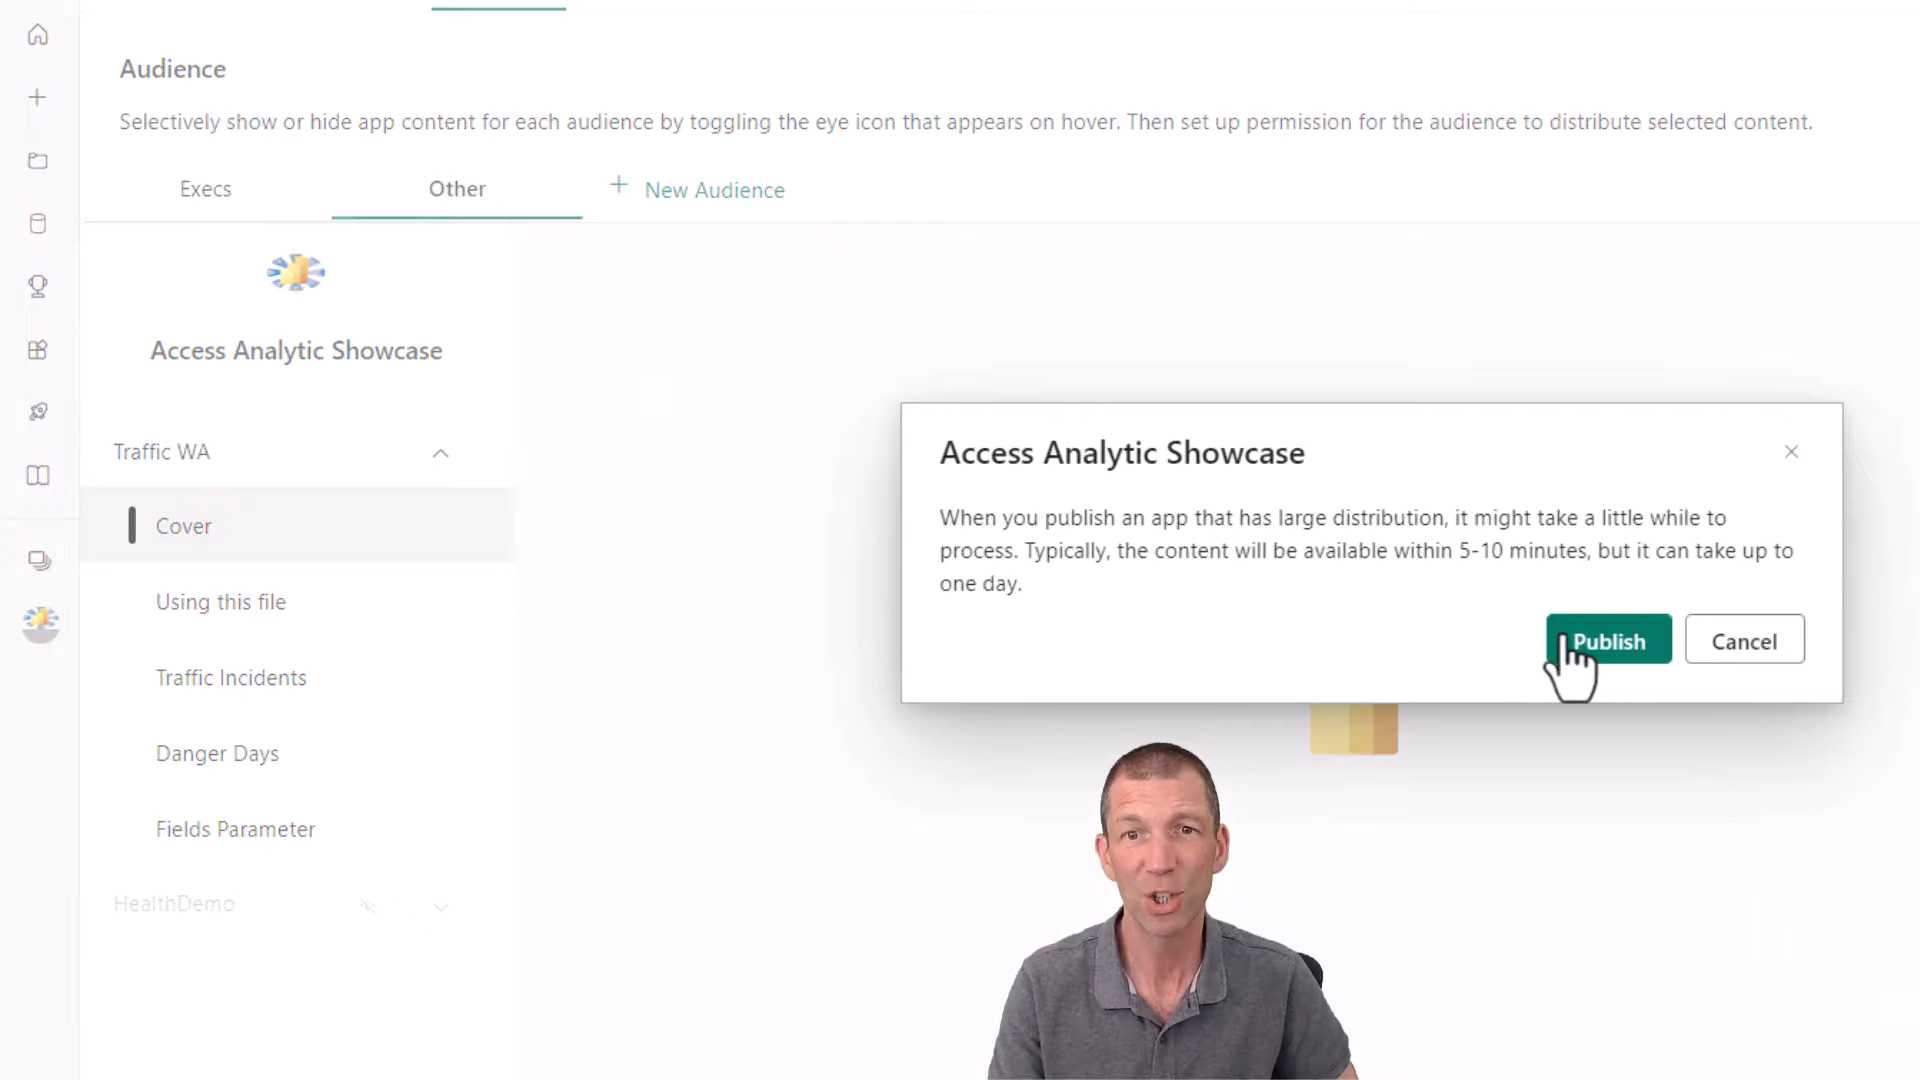 Audience
Selectively show or hide app content for each audience by toggling the eye icon that appears on hover. Then set up permission for the audience to distribute selected content.
Execs
Other
+ New Audience
Access Analytic Showcase
Traffic WA
Cover
Using this file
Traffic Incidents
Danger Days
Fields Parameter
HealthDemo
Access Analytic Showcase
When you publish an app that has large distribution, it might take a little while to
process. Typically, the content will be available within 5-10 minutes, but it can take up to
one day.
Publish
Cancel